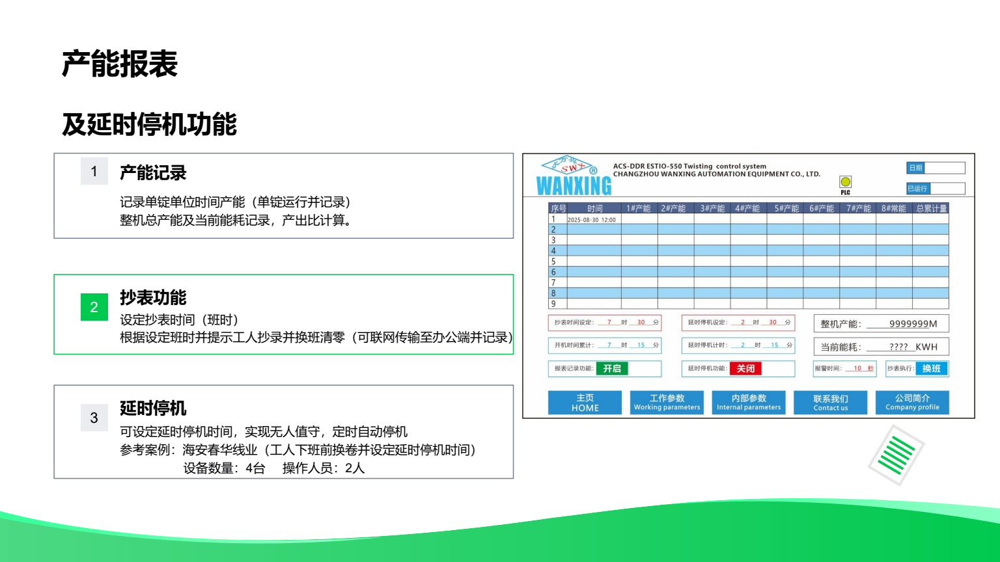 产能报表
及延时停机功能
1
产能记录
记录单锭单位时间产能（单锭运行并记录）
整机总产能及当前能耗记录，产出比计算。
2
抄表功能
设定抄表时间（班时）
根据设定班时并提示工人抄录并换班清零（可联网传输至办公端并记录）
3
延时停机
可设定延时停机时间，实现无人值守，定时自动停机
参考案例：海安春华线业（工人下班前换卷并设定延时停机时间）
设备数量：4台 操作人员：2人
SWX ®
WANXING
ACS-DDR ESTIO-550 Twisting control system
CHANGZHOU WANXING AUTOMATION EQUIPMENT CO., LTD.
PLC
日期
已运行
序号 时间 1#产能 2#产能 3#产能 4#产能 5#产能 6#产能 7#产能 8#常能 总累计量
1 2025-08-30 12:00
2
3
4
5
6
7
8
9
抄表时间设定： 7 时 30 分 延时停机设定： 2 时 30 分 整机产能： 9999999M
开机时间累计： 7 时 15 分 延时停机计时： 2 时 15 分 当前能耗： ???? KWH
报表记录功能： 开启 延时停机功能： 关闭 报警时间： 10 秒 抄表执行： 换班
主页 工作参数 内部参数 联系我们 公司简介
HOME Working parameters Internal parameters Contact us Company profile